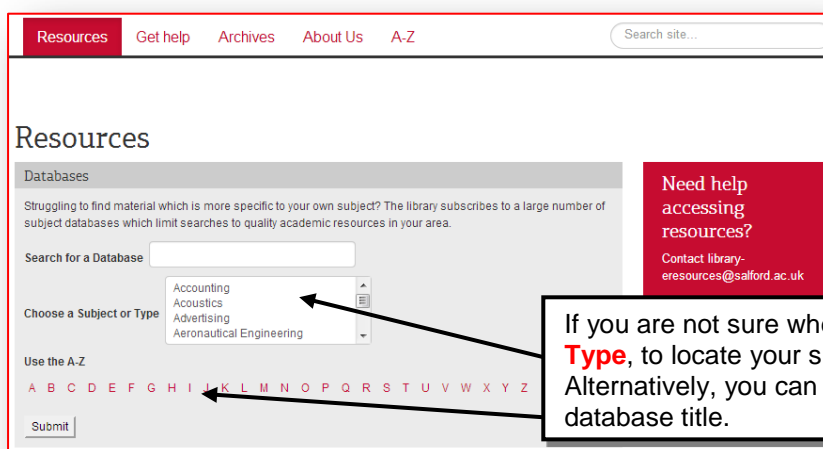 Resources Get help Archives About Us A-Z Search site...
Resources
Databases
Struggling to find material which is more specific to your own subject? The library subscribes to a large number of
subject databases which limit searches to quality academic resources in your area.
Search for a Database
Choose a Subject or Type
Accounting
Acoustics
Advertising
Aeronautical Engineering
Use the A-Z
A B C D E F G H I J K L M N O P Q R S T U V W X Y Z
Submit
Need help
accessing
resources?
Contact library-
eresources@salford.ac.uk
If you are not sure
Type, to locate your
Alternatively, you can
database title.